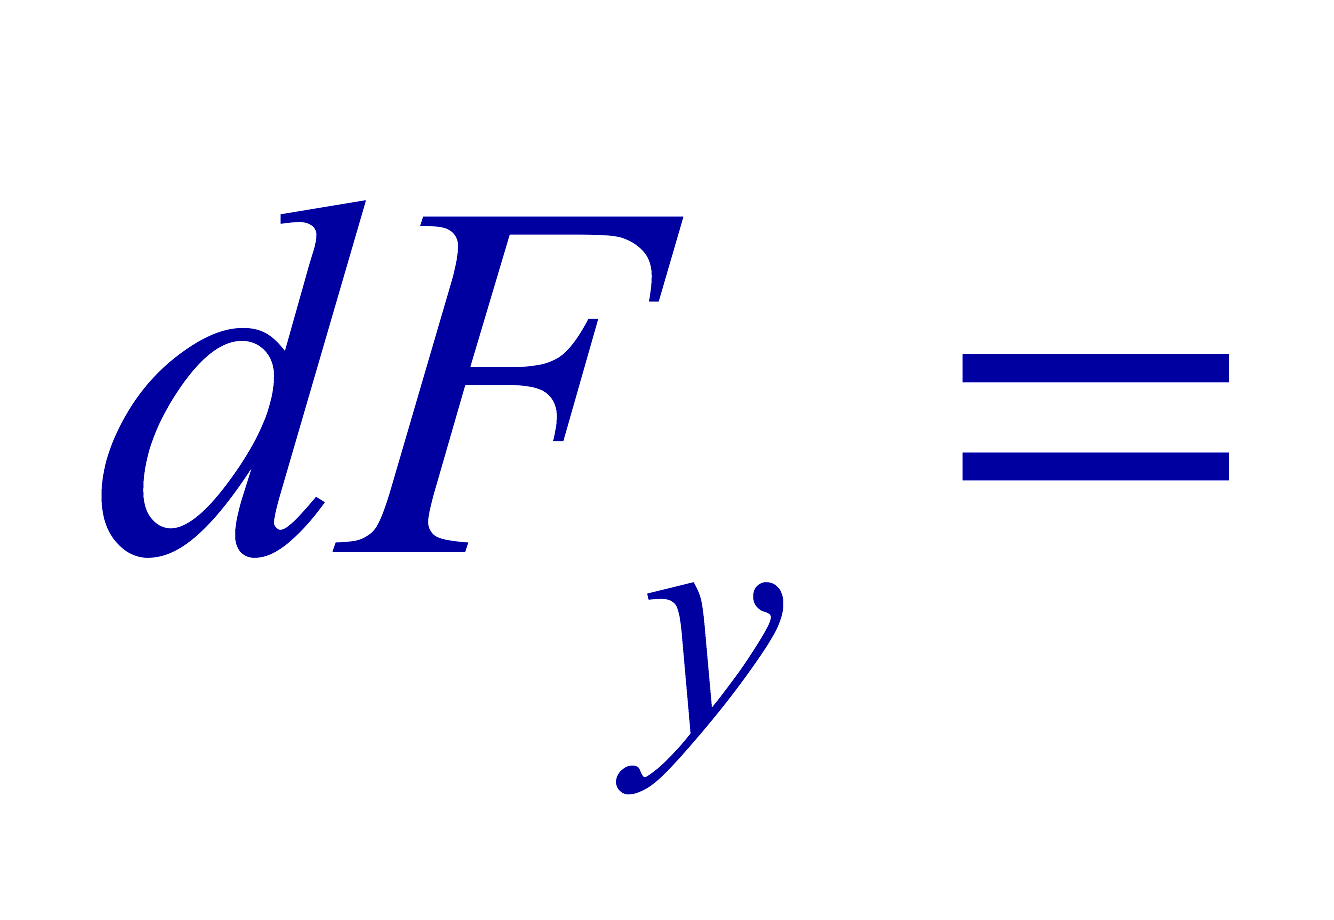 dF_y =